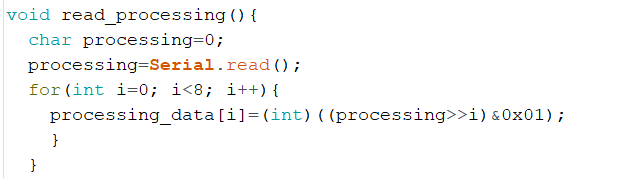 void read_processing(){
  char processing=0;
  processing=Serial.read();
  for(int i=0; i<8; i++){
    processing_data[i]=(int)((processing>>i)&0x01);
    }
  }